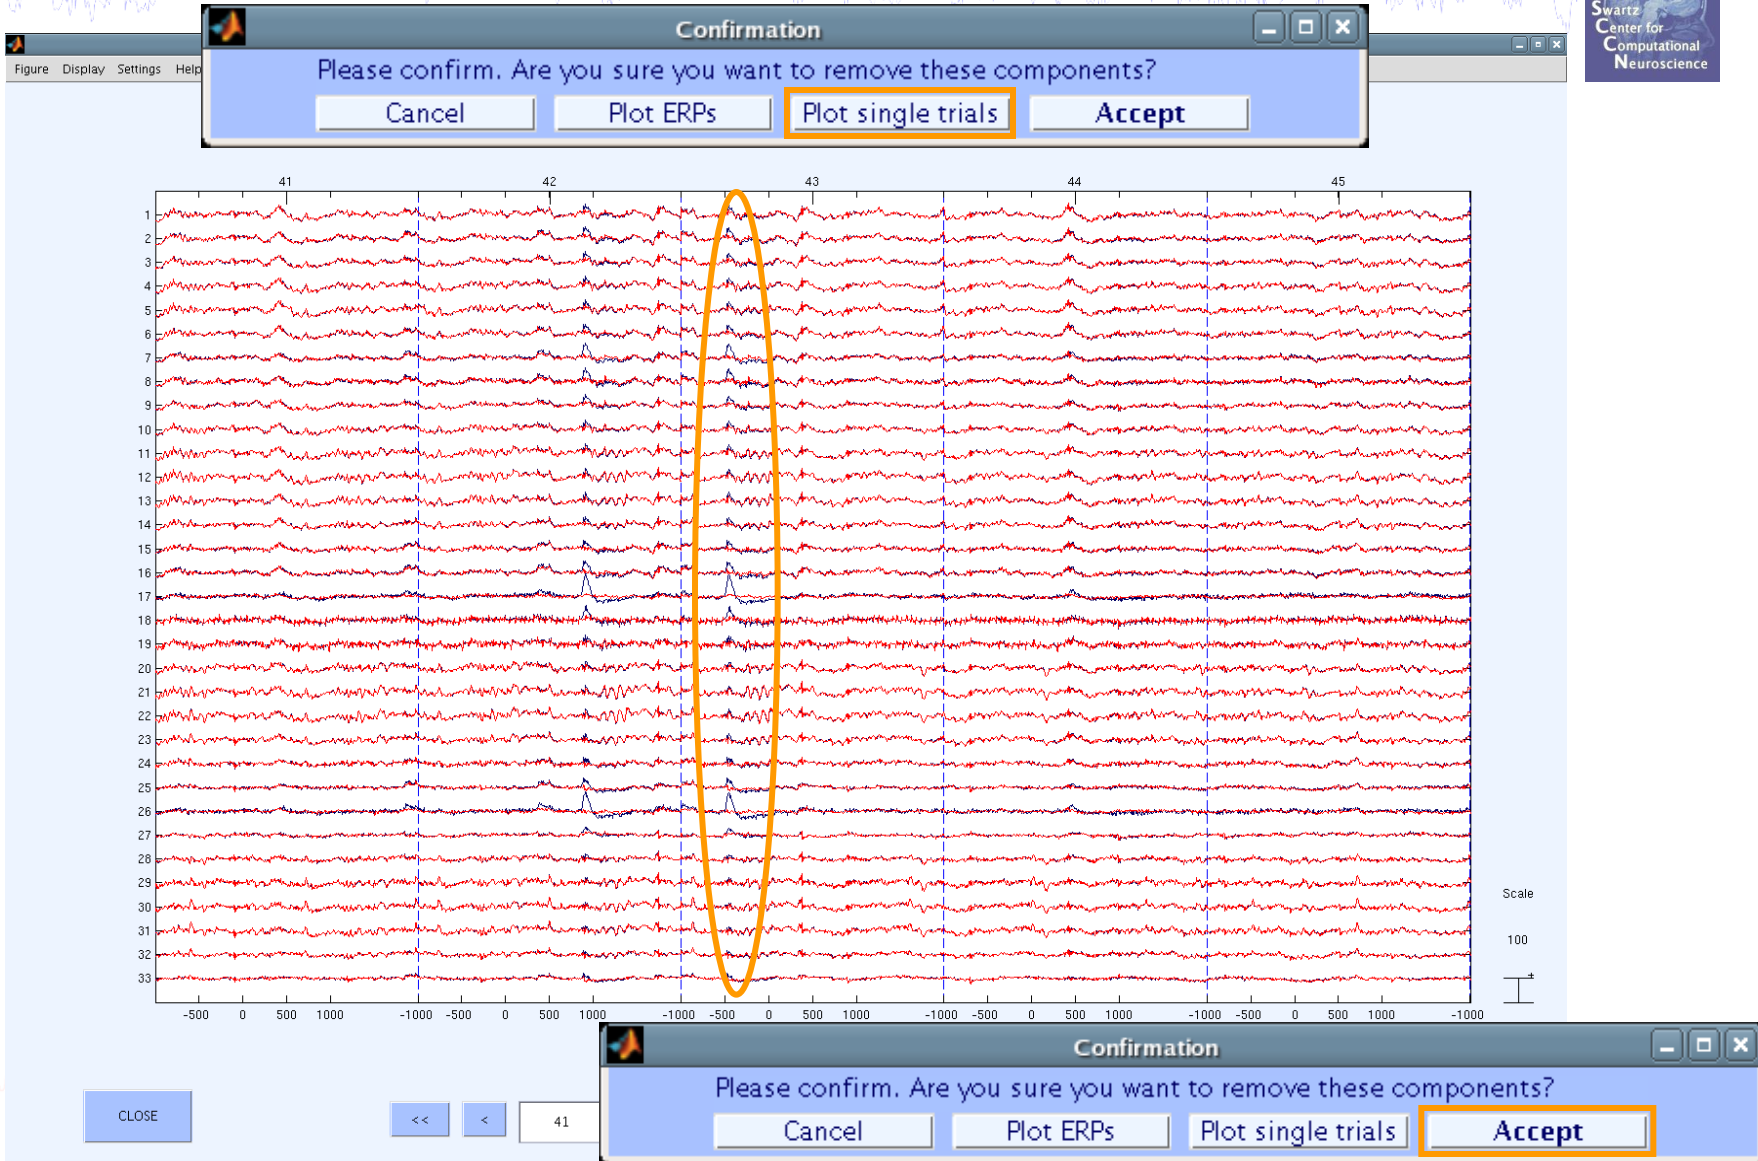 Swartz
Center for
Computational
Neuroscience
Confirmation
Please confirm. Are you sure you want to remove these components?
Cancel Plot ERPs Plot single trials Accept
Figure Display Settings Help
41 42 43 44 45
1
2
3
4
5
6
7
8
9
10
11
12
13
14
15
16
17
18
19
20
21
22
23
24
25
26
27
28
29
30
31
32
33
Scale
100
+
-500 0 500 1000 -1000 -500 0 500 1000 -1000 -500 0 500 1000 -1000 -500 0 500 1000 -1000 -500 0 500 1000 -1000
Confirmation
Please confirm. Are you sure you want to remove these components?
Cancel Plot ERPs Plot single trials Accept
CLOSE << < 41